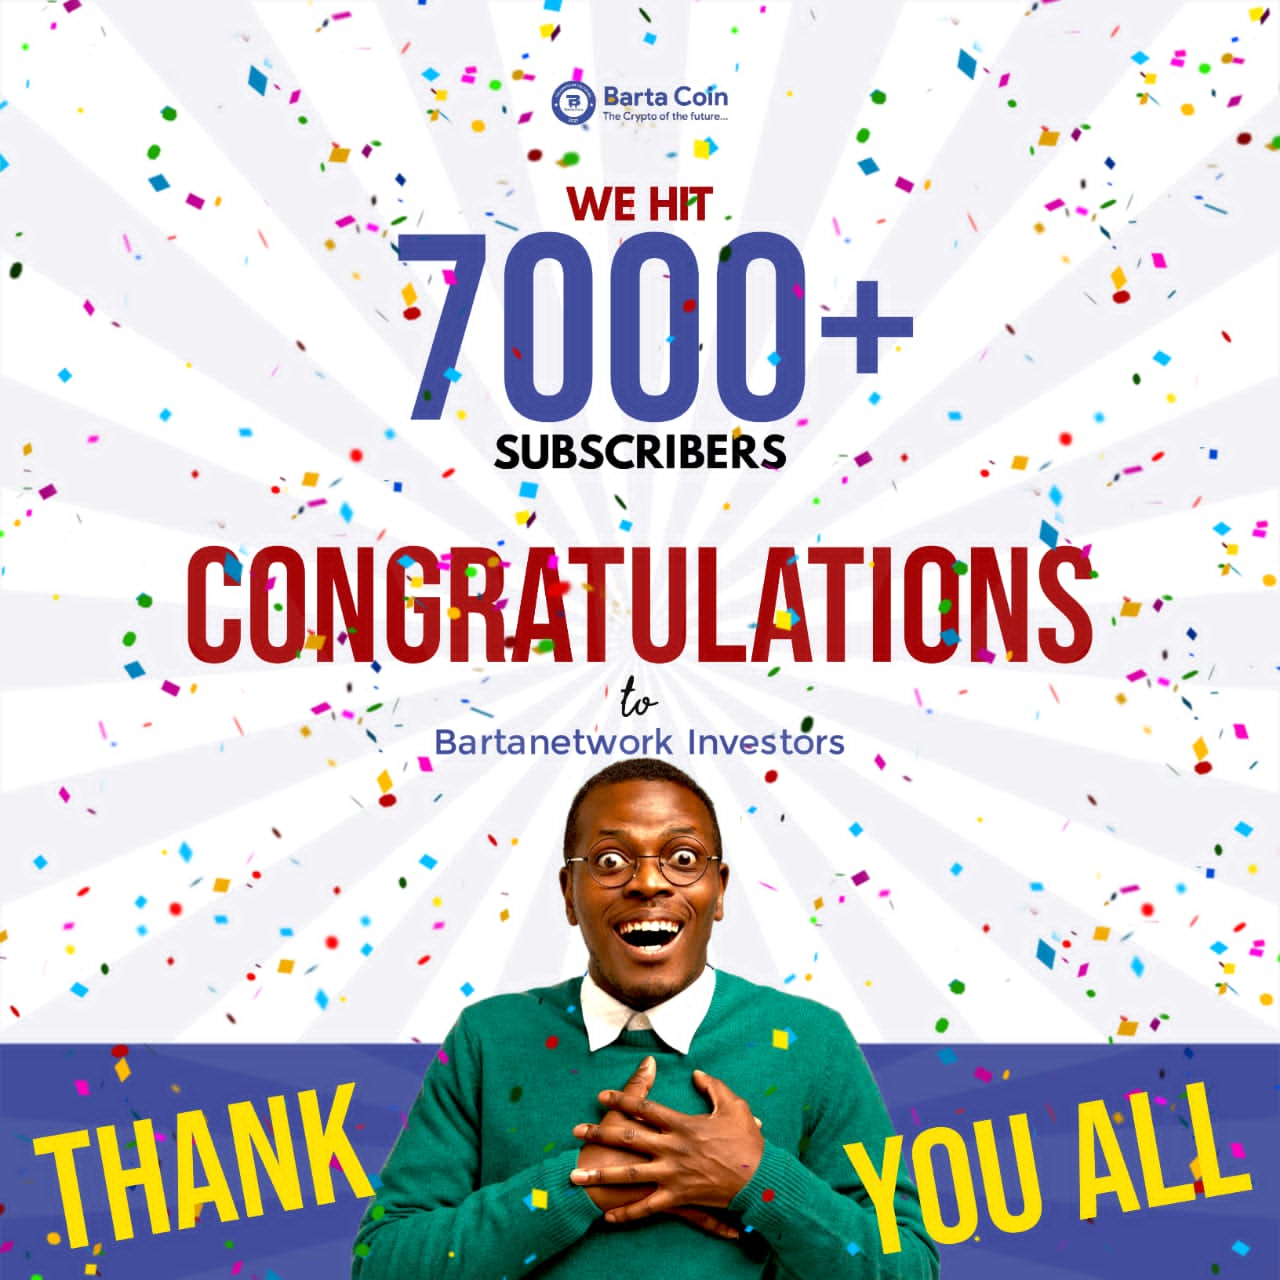 Barta Coin
The Crypto of the future...
WE HIT
7000+
SUBSCRIBERS
CONGRATULATIONS
to
Bartanetwork Investors
THANK YOU ALL